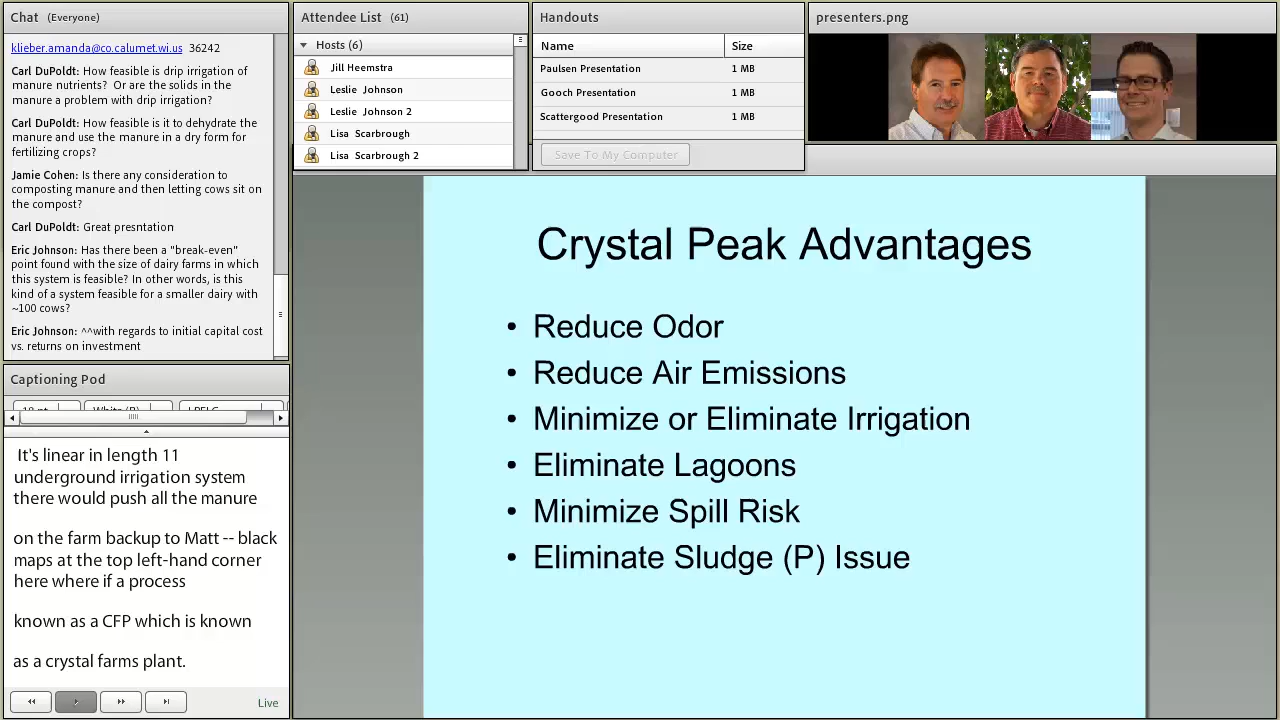 Chat (Everyone)
klieber.amanda@co.calumet.wi.us 36242
Carl DuPoldt: How feasible is drip irrigation of
manure nutrients? Or are the solids in the
manure a problem with drip irrigation?
Carl DuPoldt: How feasible is it to dehydrate the
manure and use the manure in a dry form for
fertilizing crops?
Jamie Cohen: Is there any consideration to
composting manure and then letting cows sit on
the compost?
Carl DuPoldt: Great presntation
Eric Johnson: Has there been a "break-even"
point found with the size of dairy farms in which
this system is feasible? In other words, is this
kind of a system feasible for a smaller dairy with
~100 cows?
Eric Johnson: ^^with regards to initial capital cost
vs. returns on investment
Captioning Pod
It's linear in length 11
underground irrigation system
there would push all the manure
on the farm backup to Matt -- black
maps at the top left-hand corner
here where if a process
known as a CFP which is known
as a crystal farms plant.
Live
Attendee List (61)
Hosts (6)
Jill Heemstra
Leslie Johnson
Leslie Johnson 2
Lisa Scarbrough
Lisa Scarbrough 2
Handouts
Name Size
Paulsen Presentation 1 MB
Gooch Presentation 1 MB
Scattergood Presentation 1 MB
Save To My Computer
presenters.png
Crystal Peak Advantages
• Reduce Odor
• Reduce Air Emissions
• Minimize or Eliminate Irrigation
• Eliminate Lagoons
• Minimize Spill Risk
• Eliminate Sludge (P) Issue